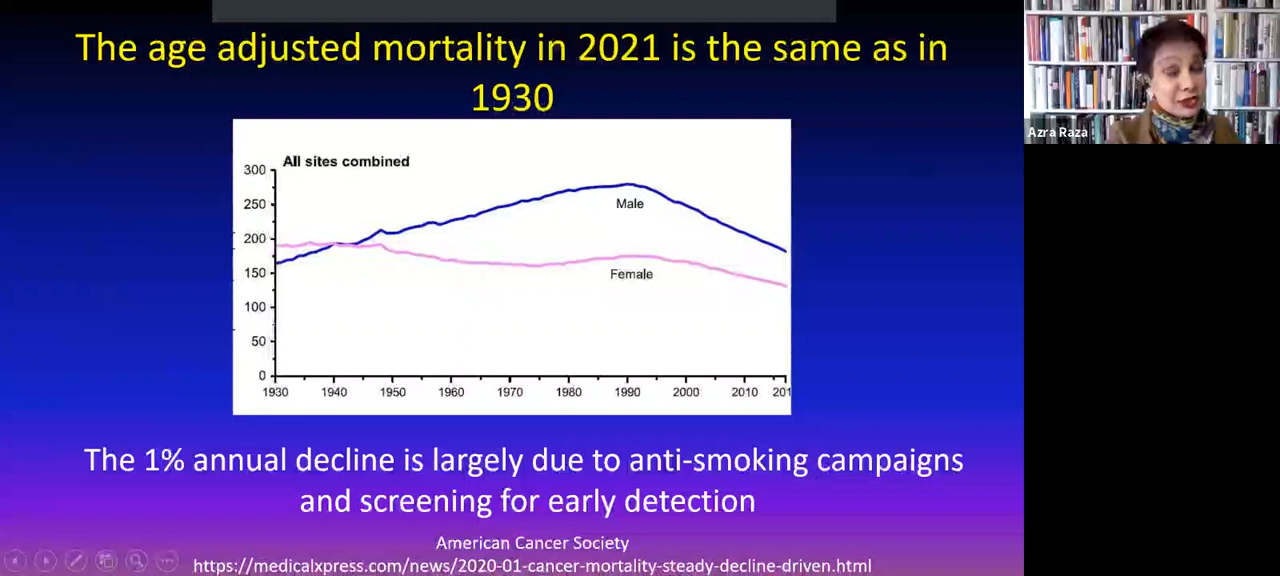 The age adjusted mortality in 2021 is the same as in
1930
All sites combined
300
250
200
150
100
50
0
Male
Female
1930 1940 1950 1960 1970 1980 1990 2000 2010 201
The 1% annual decline is largely due to anti-smoking campaigns
and screening for early detection
American Cancer Society
https://medicalxpress.com/news/2020-01-cancer-mortality-steady-decline-driven.html
Azra Raza